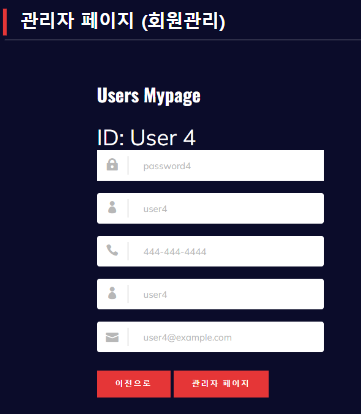 관리자 페이지 (회원관리)
Users Mypage
ID: User 4
password4
user4
444-444-4444
user4
user4@example.com
이전으로 관리자 페이지